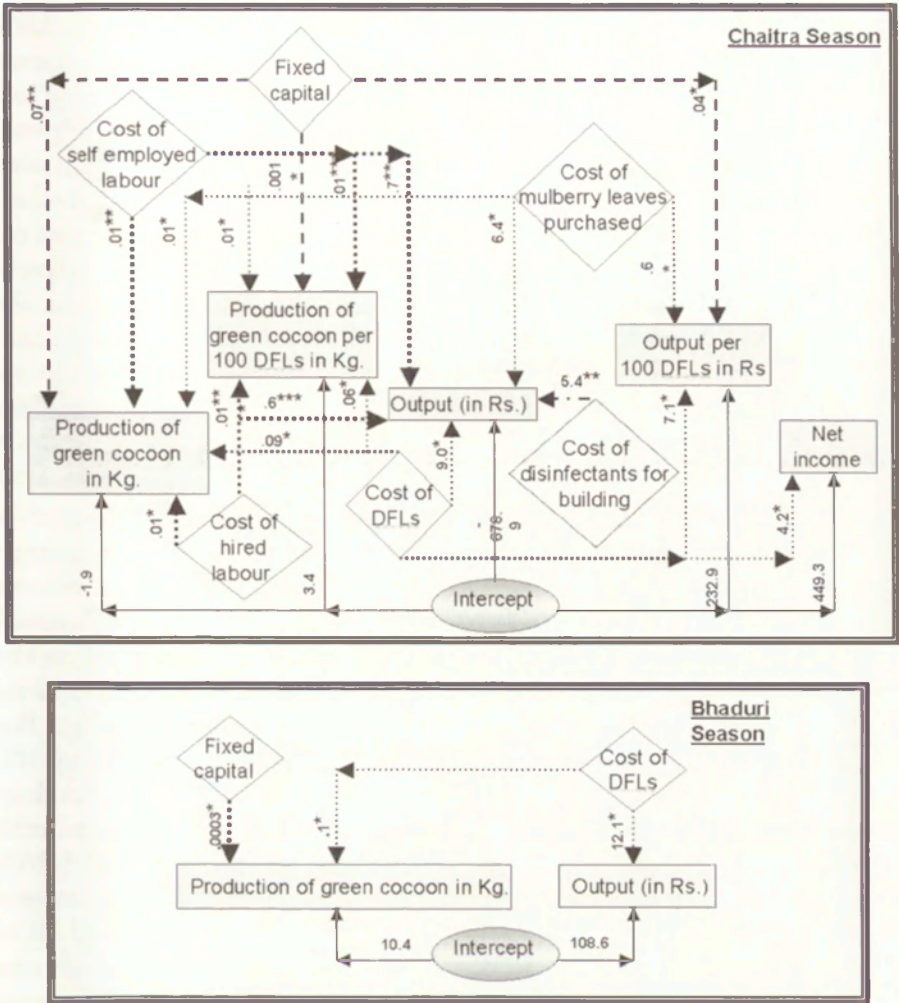 Chaitra Season
Fixed
capital
.07**
.04*
Cost of
self employed
labour
.001
*
.01**
.7**
Cost of
mulberry leaves
purchased
.01**
.01*
.01*
6.4*
.6
*
Production of
green cocoon per
100 DFLs in Kg.
Output per
100 DFLs in Rs
5.4**
Output (in Rs.)
.01**
.6***
.06*
7.1*
Production of
green cocoon
in Kg.
.09*
9.0*
Cost of
disinfectants for
building
Net
income
Cost of
DFLs
.01*
Cost of
hired
labour
-
678.
9
4.2*
-1.9
3.4
Intercept
232.9
449.3
Bhaduri
Season
Fixed
capital
Cost of
DFLs
.0003*
.1*
12.1*
Production of green cocoon in Kg.
Output (in Rs.)
10.4
Intercept
108.6